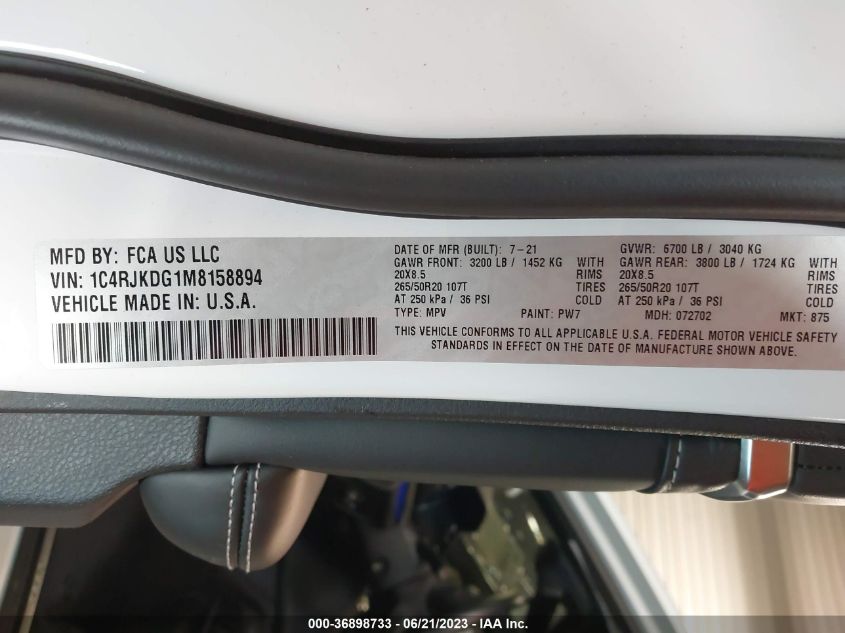 MFD BY: FCA US LLC
VIN: 1C4RJKDG1M8158894
VEHICLE MADE IN: U.S.A.
DATE OF MFR (BUILT): 7-21
GAWR FRONT: 3200 LB / 1452 KG WITH
20X8.5 RIMS
265/50R20 107T TIRES
AT 250 kPa / 36 PSI COLD
TYPE: MPV PAINT: PW7
GVWR: 6700 LB / 3040 KG
GAWR REAR: 3800 LB / 1724 KG WITH
20X8.5 RIMS
265/50R20 107T TIRES
AT 250 kPa / 36 PSI COLD
MDH: 072702 MKT: 875
THIS VEHICLE CONFORMS TO ALL APPLICABLE U.S.A. FEDERAL MOTOR VEHICLE SAFETY
STANDARDS IN EFFECT ON THE DATE OF MANUFACTURE SHOWN ABOVE.
000-36898733 - 06/21/2023 - IAA Inc.